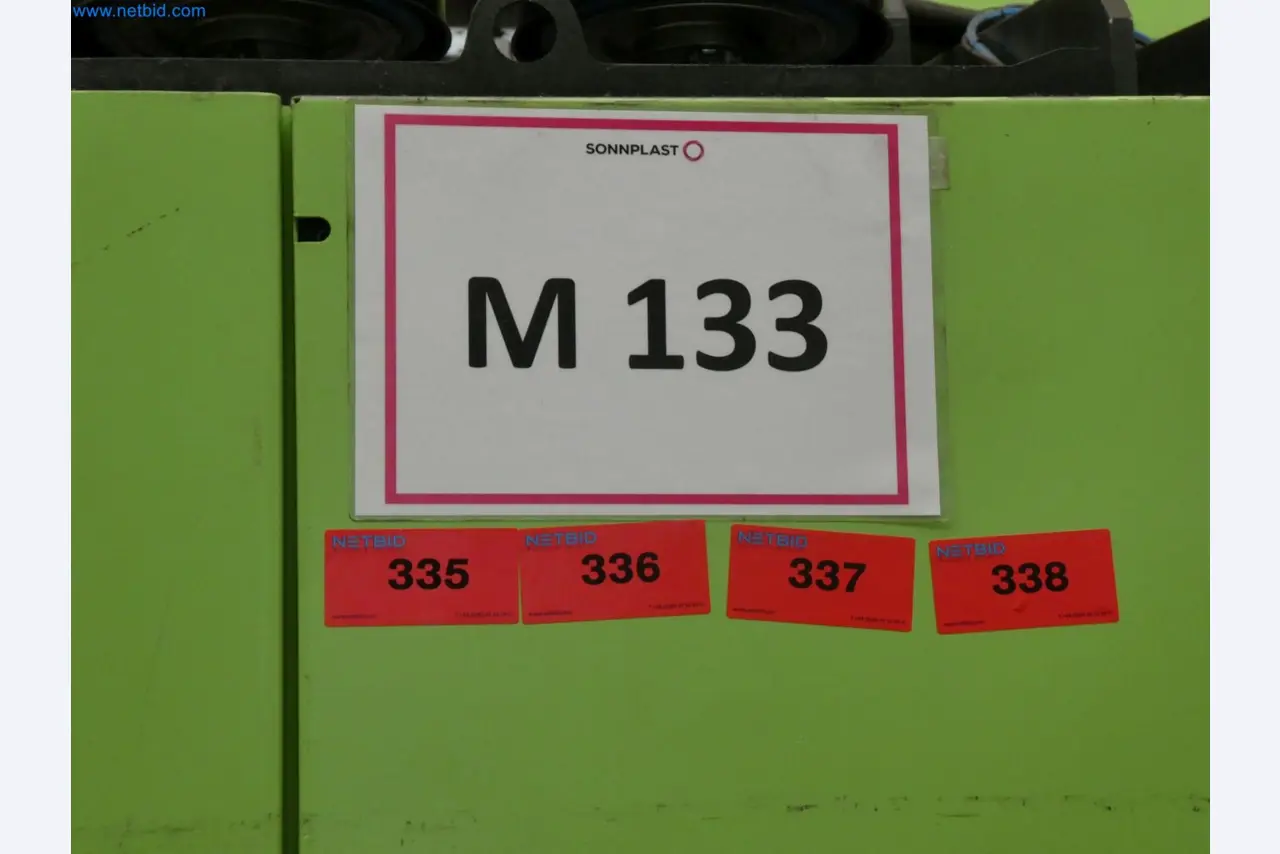 www.netbid.com
SONNPLAST
M 133
NETBID
335
NETBID
336
NETBID
337
NETBID
338